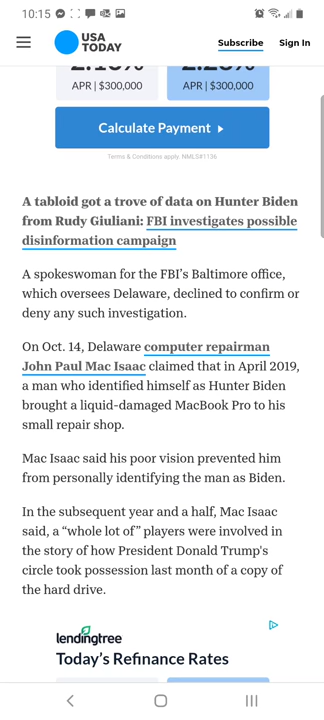 10:15
USA
TODAY
Subscribe
Sign In
APR | $300,000
APR | $300,000
Calculate Payment
Terms & Conditions apply. NMLS#1136
A tabloid got a trove of data on Hunter Biden
from Rudy Giuliani: FBI investigates possible
disinformation campaign
A spokeswoman for the FBI's Baltimore office,
which oversees Delaware, declined to confirm or
deny any such investigation.
On Oct. 14, Delaware computer repairman
John Paul Mac Isaac claimed that in April 2019,
a man who identified himself as Hunter Biden
brought a liquid-damaged MacBook Pro to his
small repair shop.
Mac Isaac said his poor vision prevented him
from personally identifying the man as Biden.
In the subsequent year and a half, Mac Isaac
said, a “whole lot of” players were involved in
the story of how President Donald Trump's
circle took possession last month of a copy of
the hard drive.
lendingtree
Today's Refinance Rates